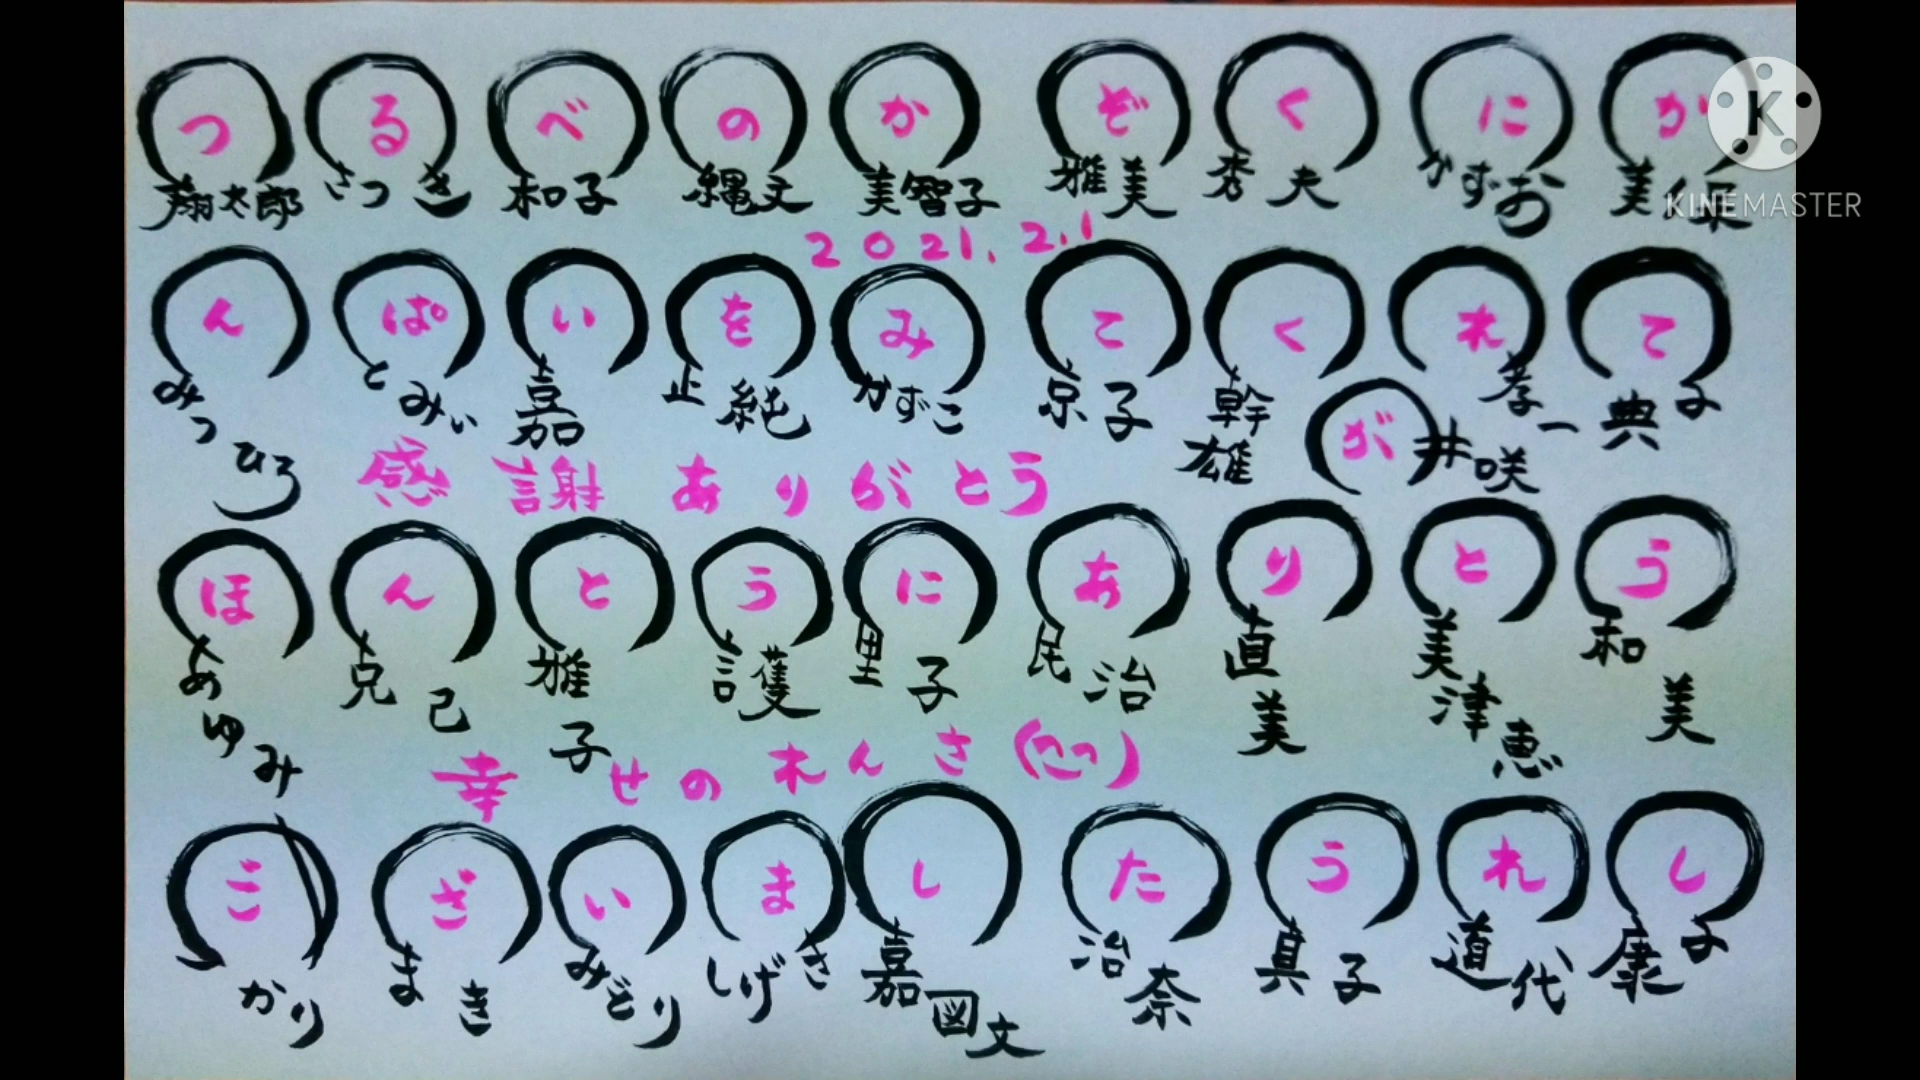 つ る べ の か ぞ く に か
翔太郎 さつき 和子 縄文 美智子 雅美 秀夫 かずお 美保
2021.2.1
ん ぱ い を み こ く れ て
みつひろ とみぃ 嘉 止純 かずこ 京子 幹雄 孝一 典子
が
井咲
感謝ありがとう
ほ ん と う に あ り と う
あゆみ 克己 雅子 護 里子 民治 直美 美津恵 和美
幸せのれんさ
ご ざ い ま し た う れ し
かり まき みどり しげまさ 嘉図文 治奈 真子 道代 康子
K
KINEMASTER